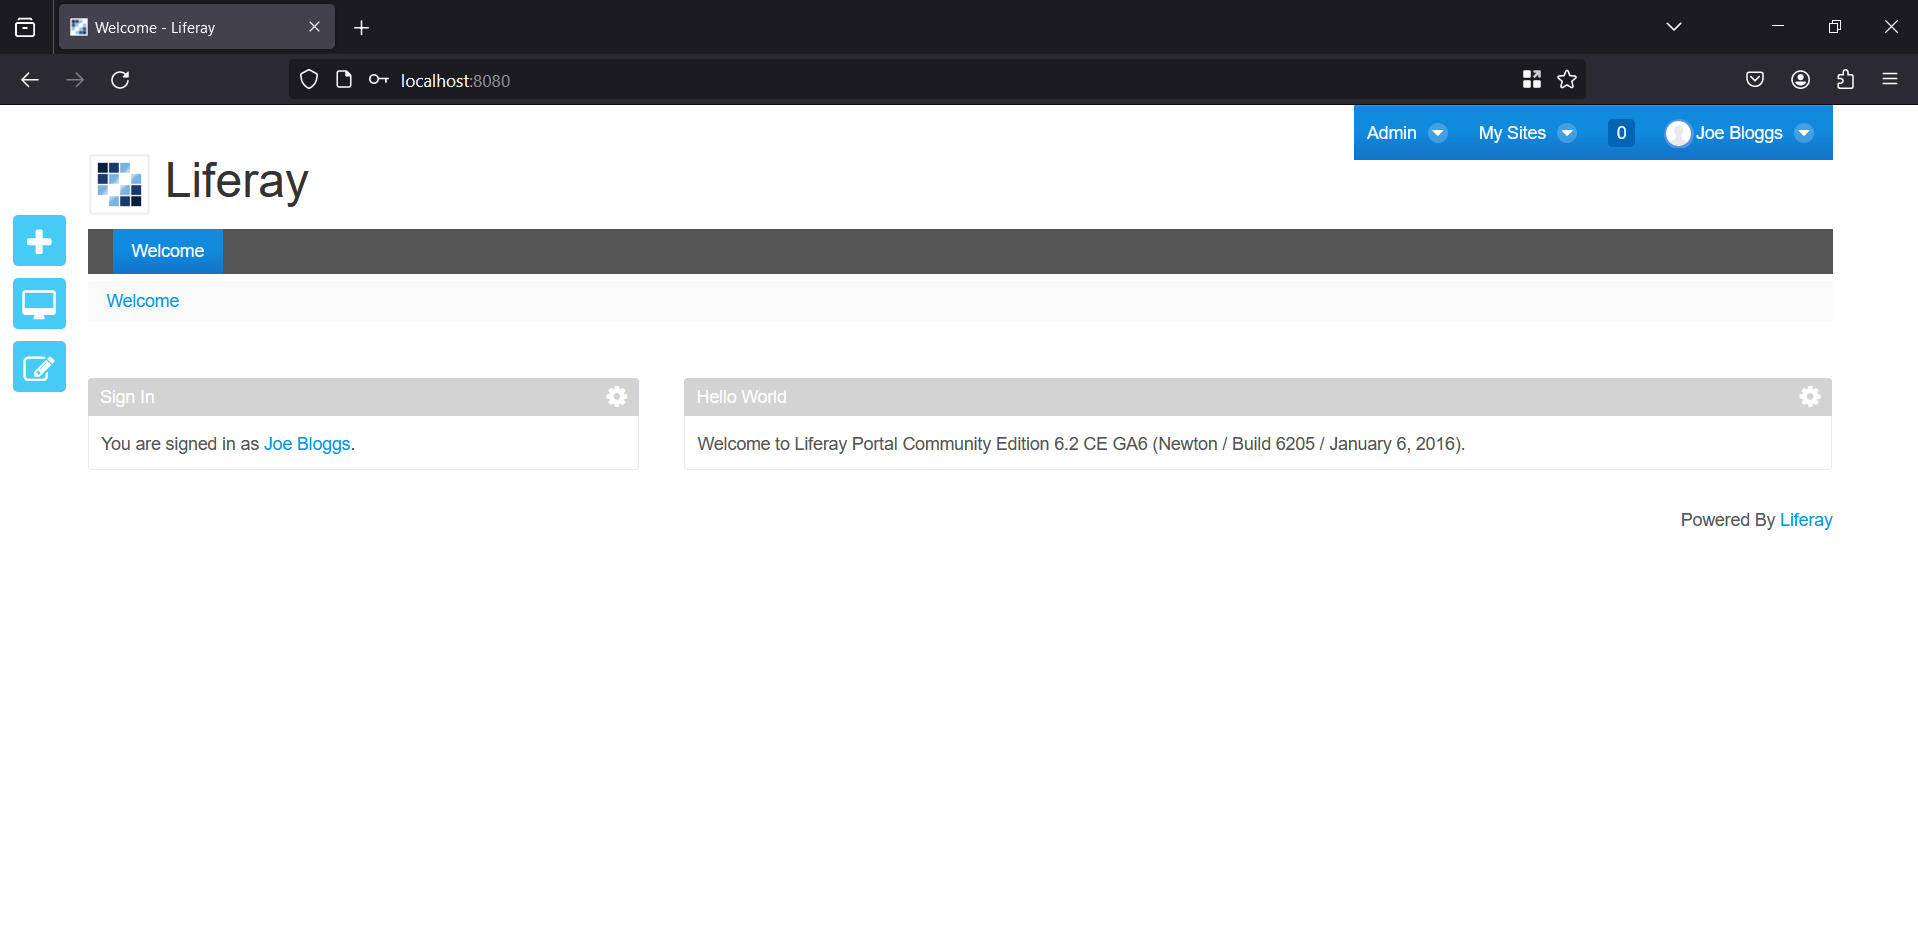 Welcome - Liferay
localhost:8080
Admin My Sites 0 Joe Bloggs
Liferay
Welcome
Welcome
Sign In
You are signed in as Joe Bloggs.
Hello World
Welcome to Liferay Portal Community Edition 6.2 CE GA6 (Newton / Build 6205 / January 6, 2016).
Powered By Liferay